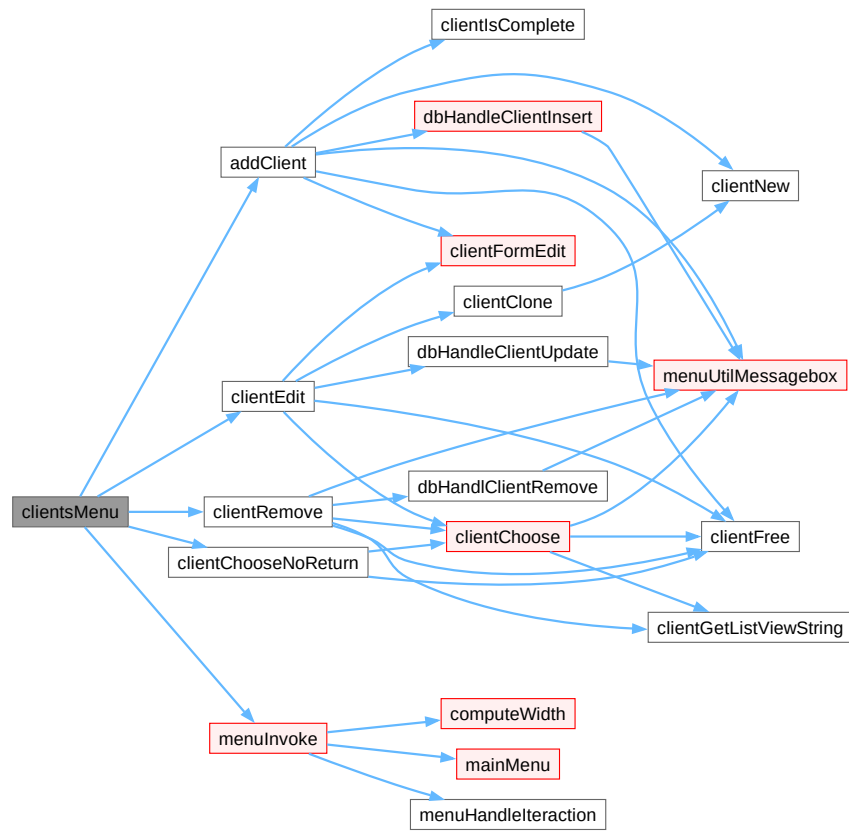 clientIsComplete
dbHandleClientInsert
addClient
clientNew
clientFormEdit
clientClone
dbHandleClientUpdate
menuUtilMessagebox
clientEdit
dbHandlClientRemove
clientsMenu
clientRemove
clientChoose
clientFree
clientChooseNoReturn
clientGetListViewString
computeWidth
menuInvoke
mainMenu
menuHandleIteraction